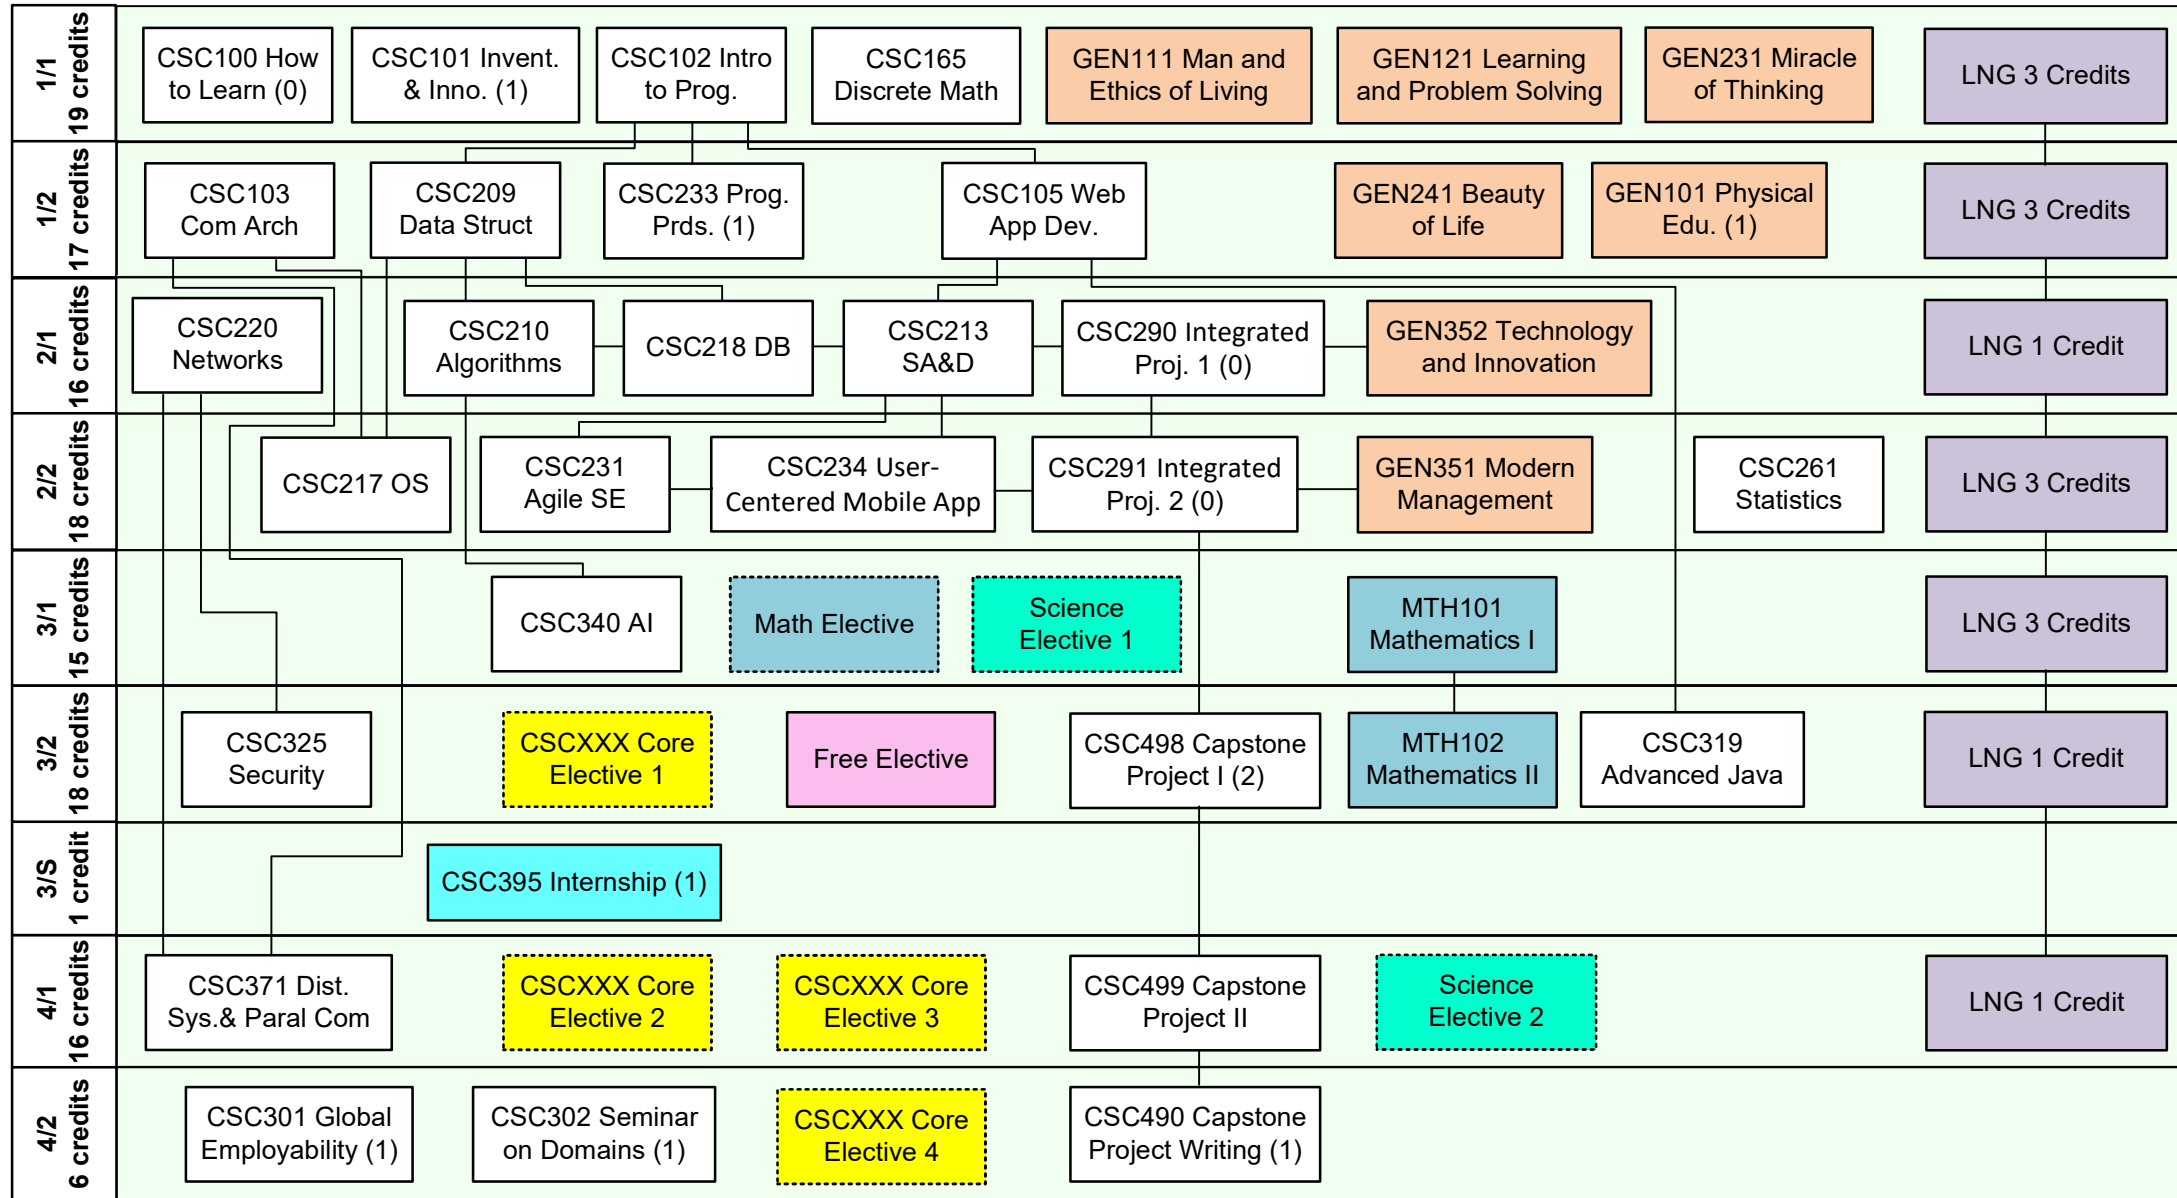 1/1
19 credits
CSC100 How
to Learn (0)
CSC101 Invent.
& Inno. (1)
CSC102 Intro
to Prog.
CSC165
Discrete Math
GEN111 Man and
Ethics of Living
GEN121 Learning
and Problem Solving
GEN231 Miracle
of Thinking
LNG 3 Credits
1/2
17 credits
CSC103
Com Arch
CSC209
Data Struct
CSC233 Prog.
Prds. (1)
CSC105 Web
App Dev.
GEN241 Beauty
of Life
GEN101 Physical
Edu. (1)
LNG 3 Credits
2/1
16 credits
CSC220
Networks
CSC210
Algorithms
CSC218 DB
CSC213
SA&D
CSC290 Integrated
Proj. 1 (0)
GEN352 Technology
and Innovation
LNG 1 Credit
2/2
18 credits
CSC217 OS
CSC231
Agile SE
CSC234 User-
Centered Mobile App
CSC291 Integrated
Proj. 2 (0)
GEN351 Modern
Management
CSC261
Statistics
LNG 3 Credits
3/1
15 credits
CSC340 AI
Math Elective
Science
Elective 1
MTH101
Mathematics I
LNG 3 Credits
3/2
18 credits
CSC325
Security
CSCXXX Core
Elective 1
Free Elective
CSC498 Capstone
Project I (2)
MTH102
Mathematics II
CSC319
Advanced Java
LNG 1 Credit
3/S
1 credit
CSC395 Internship (1)
4/1
16 credits
CSC371 Dist.
Sys.& Paral Com
CSCXXX Core
Elective 2
CSCXXX Core
Elective 3
CSC499 Capstone
Project II
Science
Elective 2
LNG 1 Credit
4/2
6 credits
CSC301 Global
Employability (1)
CSC302 Seminar
on Domains (1)
CSCXXX Core
Elective 4
CSC490 Capstone
Project Writing (1)